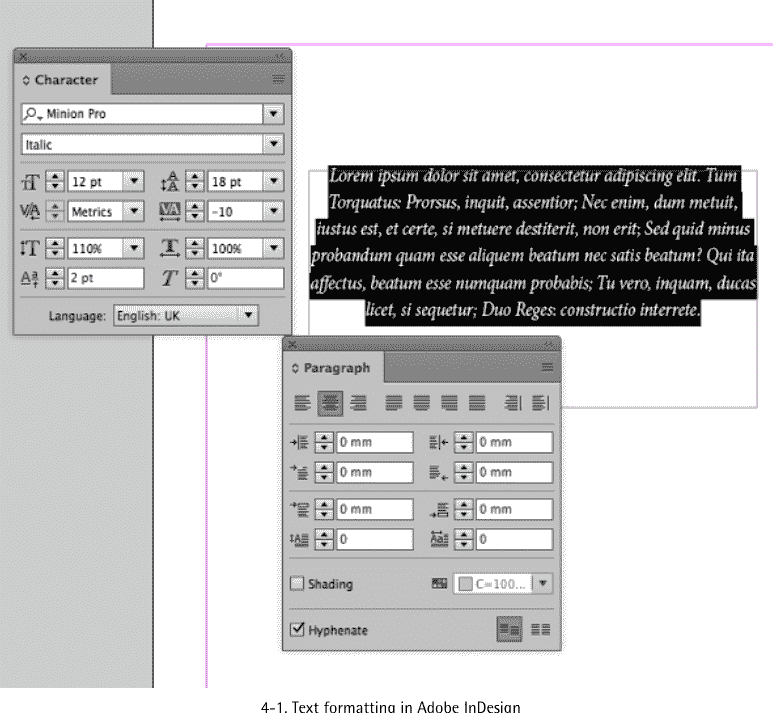 Character
Minion Pro
Italic
12 pt 18 pt
Metrics -10
110% 100%
2 pt 0°
Language: English: UK
Lorem ipsum dolor sit amet, consectetur adipiscing elit. Tum
Torquatus: Prorsus, inquit, assentior; Nec enim, dum metuit,
iustus est, et certe, si metuere destiterit, non erit; Sed quid minus
probandum quam esse aliquem beatum nec satis beatum? Qui ita
affectus, beatum esse numquam probabis; Tu vero, inquam, ducas
licet, si sequetur; Duo Reges: constructio interrete.
Paragraph
0 mm 0 mm
0 mm 0 mm
0 mm 0 mm
0 0
Shading C=100...
Hyphenate
4-1. Text formatting in Adobe InDesign